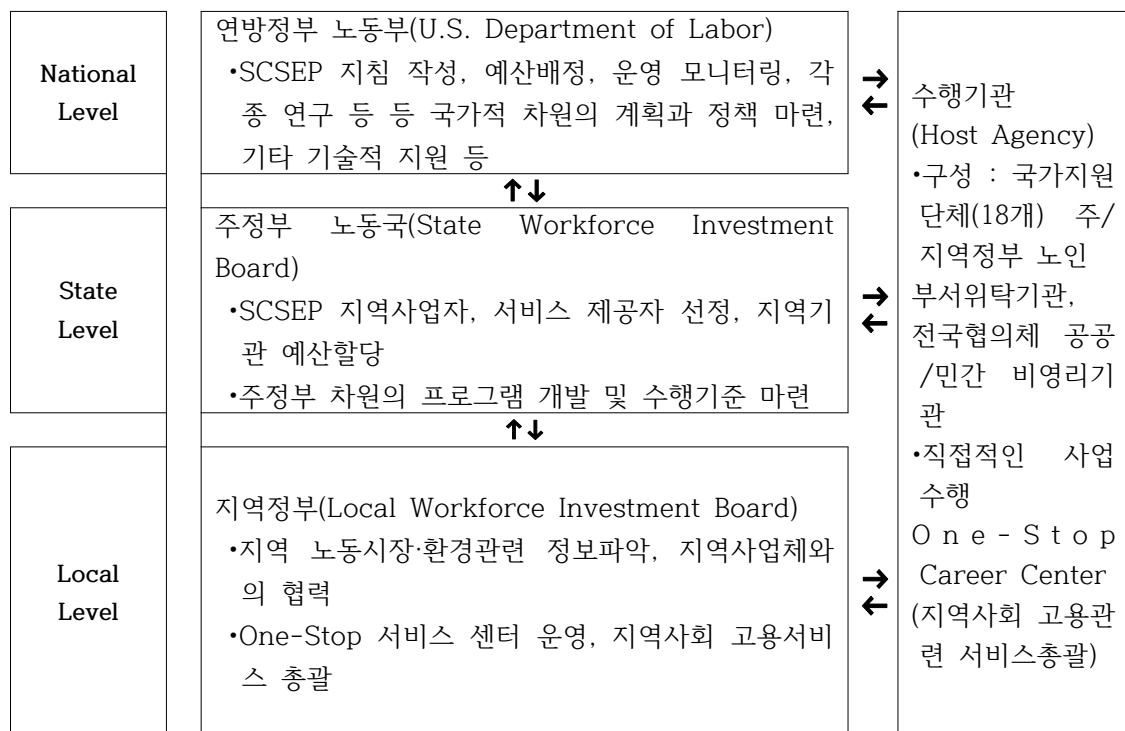 National
Level
연방정부 노동부(U.S. Department of Labor)
•SCSEP 지침 작성, 예산배정, 운영 모니터링, 각
종 연구 등 등 국가적 차원의 계획과 정책 마련,
기타 기술적 지원 등
↑↓
State
Level
주정부 노동국(State Workforce Investment
Board)
•SCSEP 지역사업자, 서비스 제공자 선정, 지역기
관 예산할당
•주정부 차원의 프로그램 개발 및 수행기준 마련
↑↓
Local
Level
지역정부(Local Workforce Investment Board)
•지역 노동시장·환경관련 정보파악, 지역사업체와
의 협력
•One-Stop 서비스 센터 운영, 지역사회 고용서비
스 총괄
→
←
→
←
→
←
수행기관
(Host Agency)
•구성 : 국가지원
단체(18개) 주/
지역정부 노인
부서위탁기관,
전국협의체 공공
/민간 비영리기
관
•직접적인 사업
수행
One-Stop
Career Center
(지역사회 고용관
련 서비스총괄)